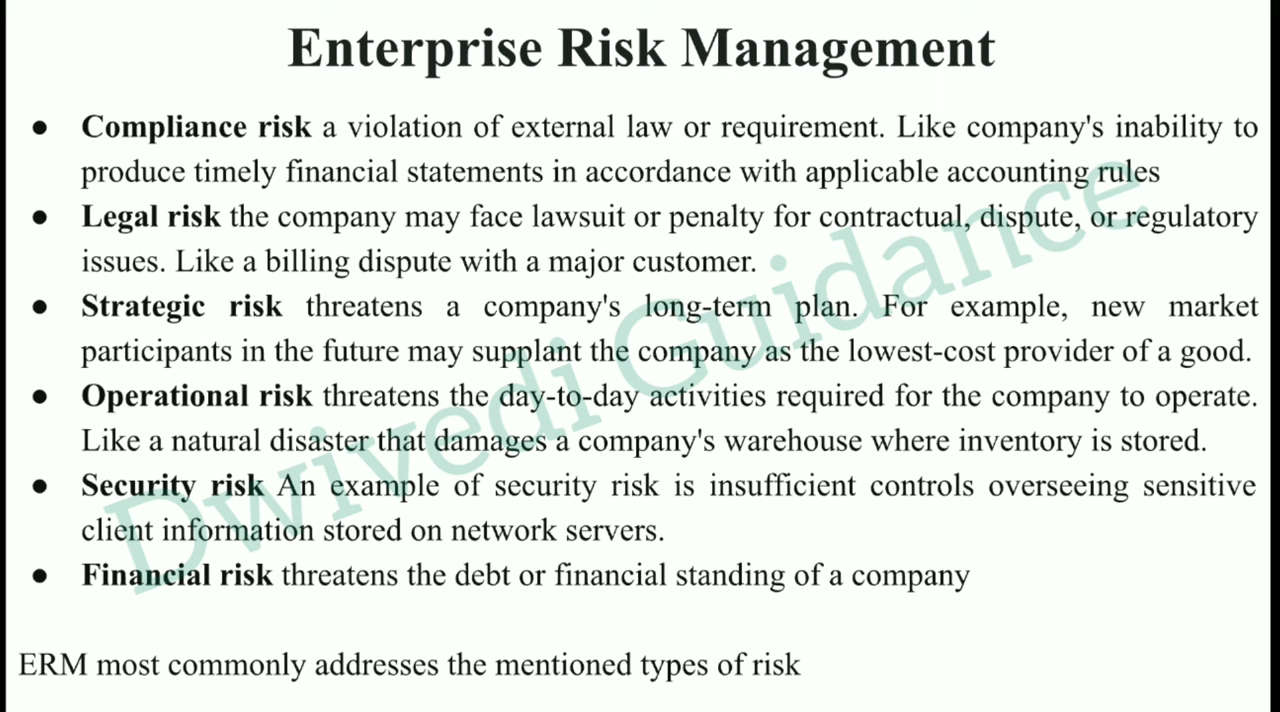 Enterprise Risk Management
● Compliance risk a violation of external law or requirement. Like company's inability to
produce timely financial statements in accordance with applicable accounting rules
● Legal risk the company may face lawsuit or penalty for contractual, dispute, or regulatory
issues. Like a billing dispute with a major customer.
● Strategic risk threatens a company's long-term plan. For example, new market
participants in the future may supplant the company as the lowest-cost provider of a good.
● Operational risk threatens the day-to-day activities required for the company to operate.
Like a natural disaster that damages a company's warehouse where inventory is stored.
● Security risk An example of security risk is insufficient controls overseeing sensitive
client information stored on network servers.
● Financial risk threatens the debt or financial standing of a company
ERM most commonly addresses the mentioned types of risk
Dwivedi Guidance